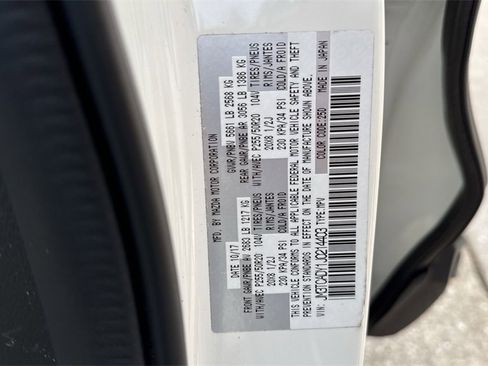 MFD. BY MAZDA MOTOR CORPORATION
DATE 10/17 GVWR/PNBV 5661 LB 2568 KG
FRONT GAWR/PNBE AV 2683 LB 1217 KG REAR GAWR/PNBE AR 3056 LB 1386 KG
WITH/AVEC P255/50R20 104V TIRES/PNEUS WITH/AVEC P255/50R20 104V TIRES/PNEUS
20X8 1/2J RIMS/JANTES 20X8 1/2J RIMS/JANTES
230 KPA/34 PSI COLD/A FROID 230 KPA/34 PSI COLD/A FROID
THIS VEHICLE CONFORMS TO ALL APPLICABLE FEDERAL MOTOR VEHICLE SAFETY AND THEFT
PREVENTION STANDARDS IN EFFECT ON THE DATE OF MANUFACTURE SHOWN ABOVE.
VIN: JM3TCADY1J0214403 TYPE:MPV COLOR CODE:25D MADE IN JAPAN